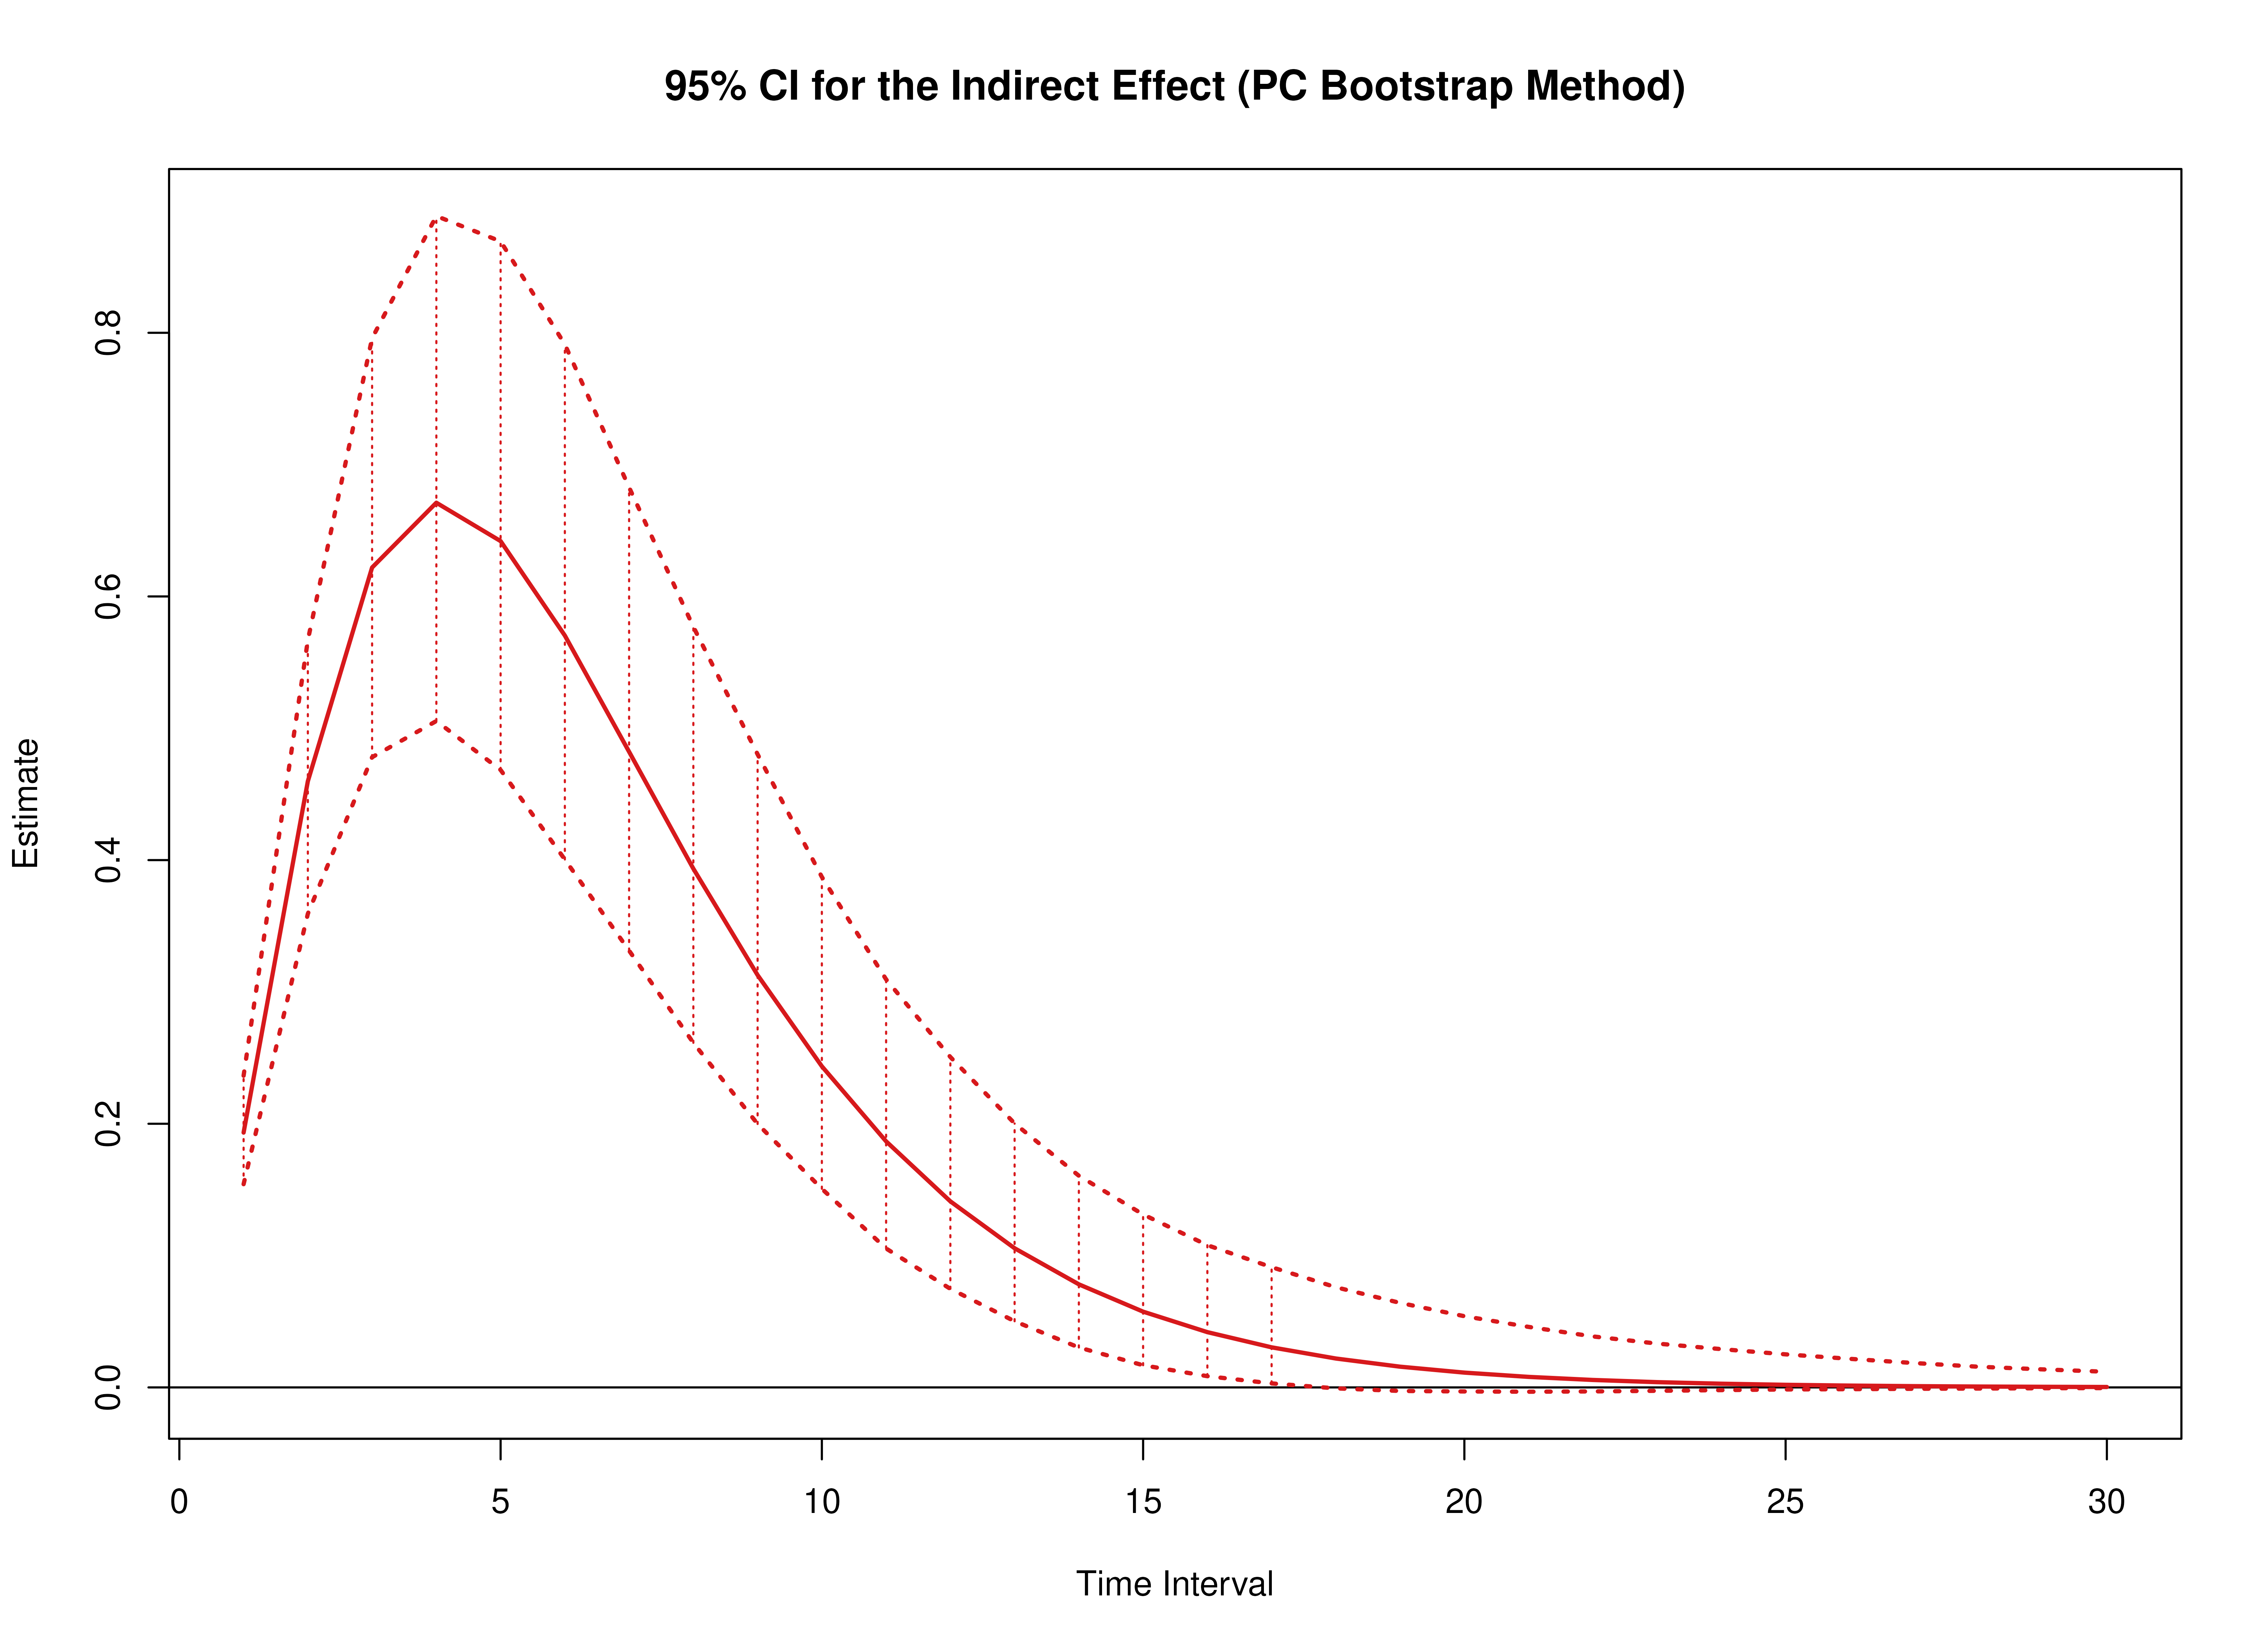 95% CI for the Indirect Effect (PC Bootstrap Method)
Estimate
0.8
0.6
0.4
0.2
0.0
0 5 10 15 20 25 30
Time Interval